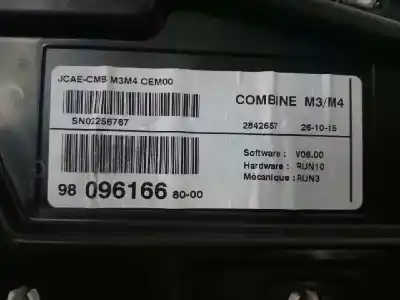 JCAE-CMB M3M4 CEM00
COMBINE M3/M4
SN02256787
2842657 26-10-15
Software : V06.00
Hardware : RUN10
Mécanique : RUN3
98 096166 80-00